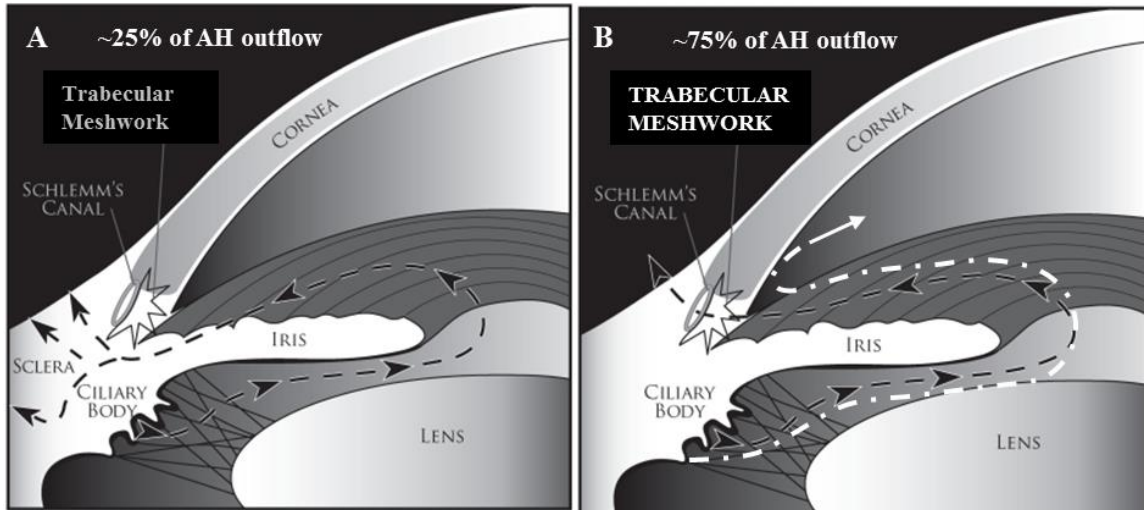 A ~25% of AH outflow
Trabecular
Meshwork
CORNEA
SCHLEMM'S
CANAL
IRIS
SCLERA
CILIARY
BODY
LENS
B ~75% of AH outflow
TRABECULAR
MESHWORK
CORNEA
SCHLEMM'S
CANAL
IRIS
CILIARY
BODY
LENS